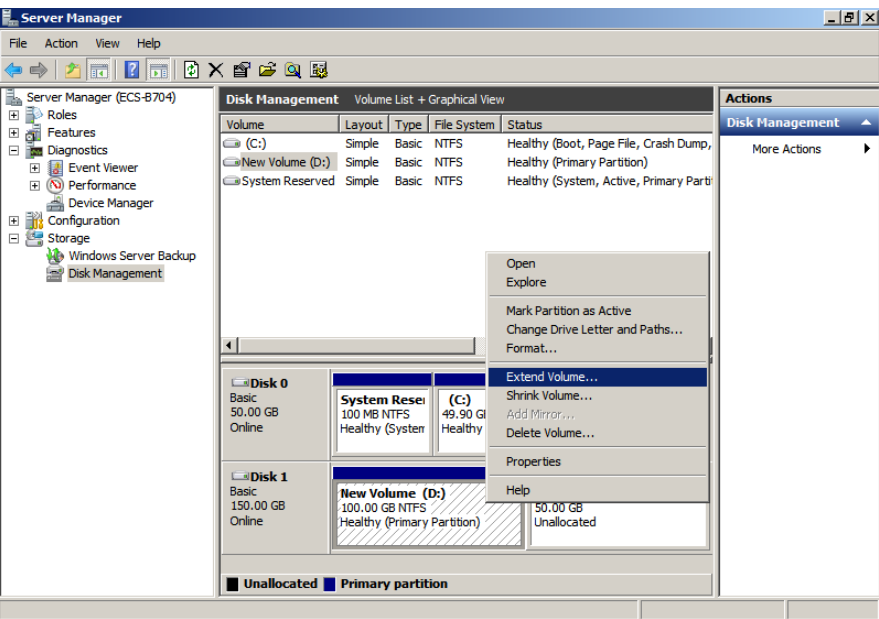 Server Manager
File Action View Help
Server Manager (ECS-B704)
Roles
Features
Diagnostics
Event Viewer
Performance
Device Manager
Configuration
Storage
Windows Server Backup
Disk Management
Disk Management Volume List + Graphical View
Volume Layout Type File System Status
(C:) Simple Basic NTFS Healthy (Boot, Page File, Crash Dump,
New Volume (D:) Simple Basic NTFS Healthy (Primary Partition)
System Reserved Simple Basic NTFS Healthy (System, Active, Primary Parti
Open
Explore
Mark Partition as Active
Change Drive Letter and Paths...
Format...
Extend Volume...
Shrink Volume...
Add Mirror...
Delete Volume...
Properties
Help
Disk 0
Basic
50.00 GB
Online
System Reser
100 MB NTFS
Healthy (System
(C:)
49.90 G
Healthy
Disk 1
Basic
150.00 GB
Online
New Volume (D:)
100.00 GB NTFS
Healthy (Primary Partition)
50.00 GB
Unallocated
Unallocated Primary partition
Actions
Disk Management
More Actions